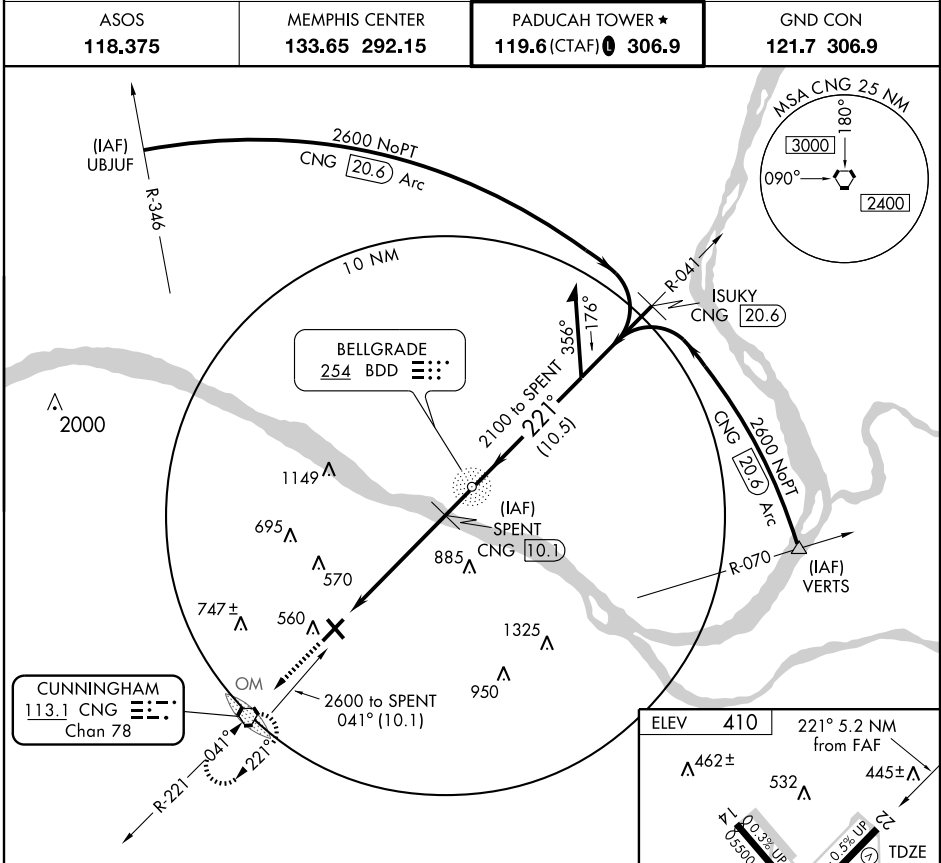 ASOS
118.375
MEMPHIS CENTER
133.65 292.15
PADUCAH TOWER ★
119.6 (CTAF) L 306.9
GND CON
121.7 306.9
MSA CNG 25 NM
180°
3000
090°
2400
(IAF)
UBJUF
R-346
2600 NoPT
CNG 20.6 Arc
10 NM
R-041
ISUKY
CNG 20.6
356°
176°
BELLGRADE
254 BDD
2100 to SPENT
221°
(10.5)
2600 NoPT
CNG 20.6 Arc
2000
1149
(IAF)
SPENT
CNG 10.1
695
570
885
R-070
(IAF)
VERTS
747±
560
1325
950
OM
CUNNINGHAM
113.1 CNG
Chan 78
2600 to SPENT
041° (10.1)
R-221
041°
221°
ELEV 410
221° 5.2 NM
from FAF
462±
532
445±
14
0.3% UP
5500
22
0.5% UP
V
TDZE